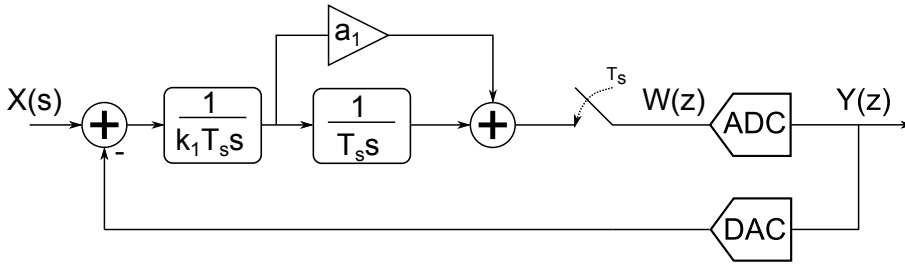 a₁
X(s)
+
-
1
k₁Tₛs
1
Tₛs
+
Tₛ
W(z)
ADC
Y(z)
DAC